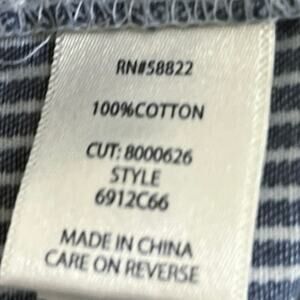 RN#58822
100%COTTON
CUT: 8000626
STYLE
6912C66
MADE IN CHINA
CARE ON REVERSE